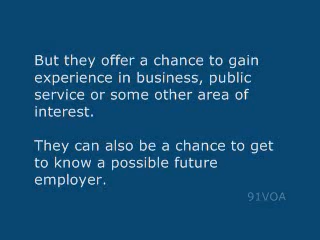 But they offer a chance to gain
experience in business, public
service or some other area of
interest.
They can also be a chance to get
to know a possible future
employer.
91VOA